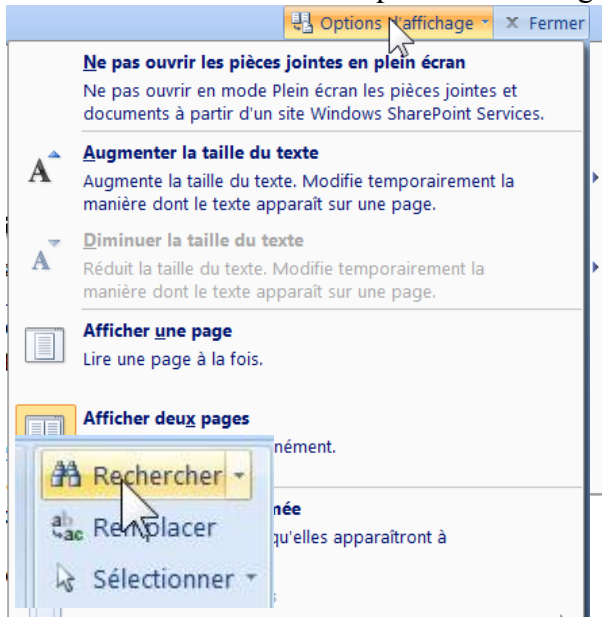 Options d'affichage
Fermer
Ne pas ouvrir les pièces jointes en plein écran
Ne pas ouvrir en mode Plein écran les pièces jointes et
documents à partir d'un site Windows SharePoint Services.
Augmenter la taille du texte
Augmente la taille du texte. Modifie temporairement la
manière dont le texte apparaît sur une page.
Diminuer la taille du texte
Réduit la taille du texte. Modifie temporairement la
manière dont le texte apparaît sur une page.
Afficher une page
Lire une page à la fois.
Afficher deux pages
nément.
Rechercher
mée
Remplacer
qu'elles apparaîtront à
Sélectionner